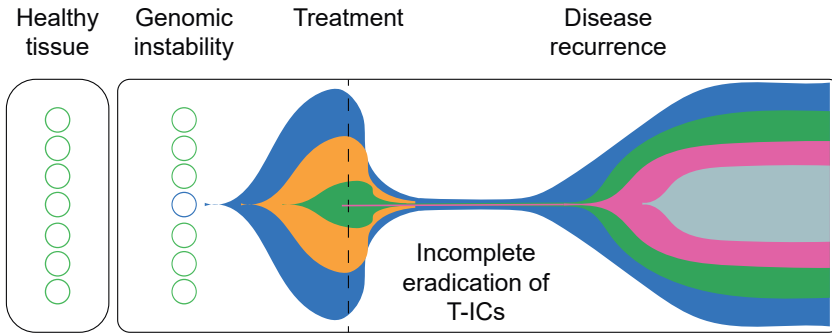 Healthy
tissue
Genomic
instability
Treatment
Disease
recurrence
Incomplete
eradication of
T-ICs